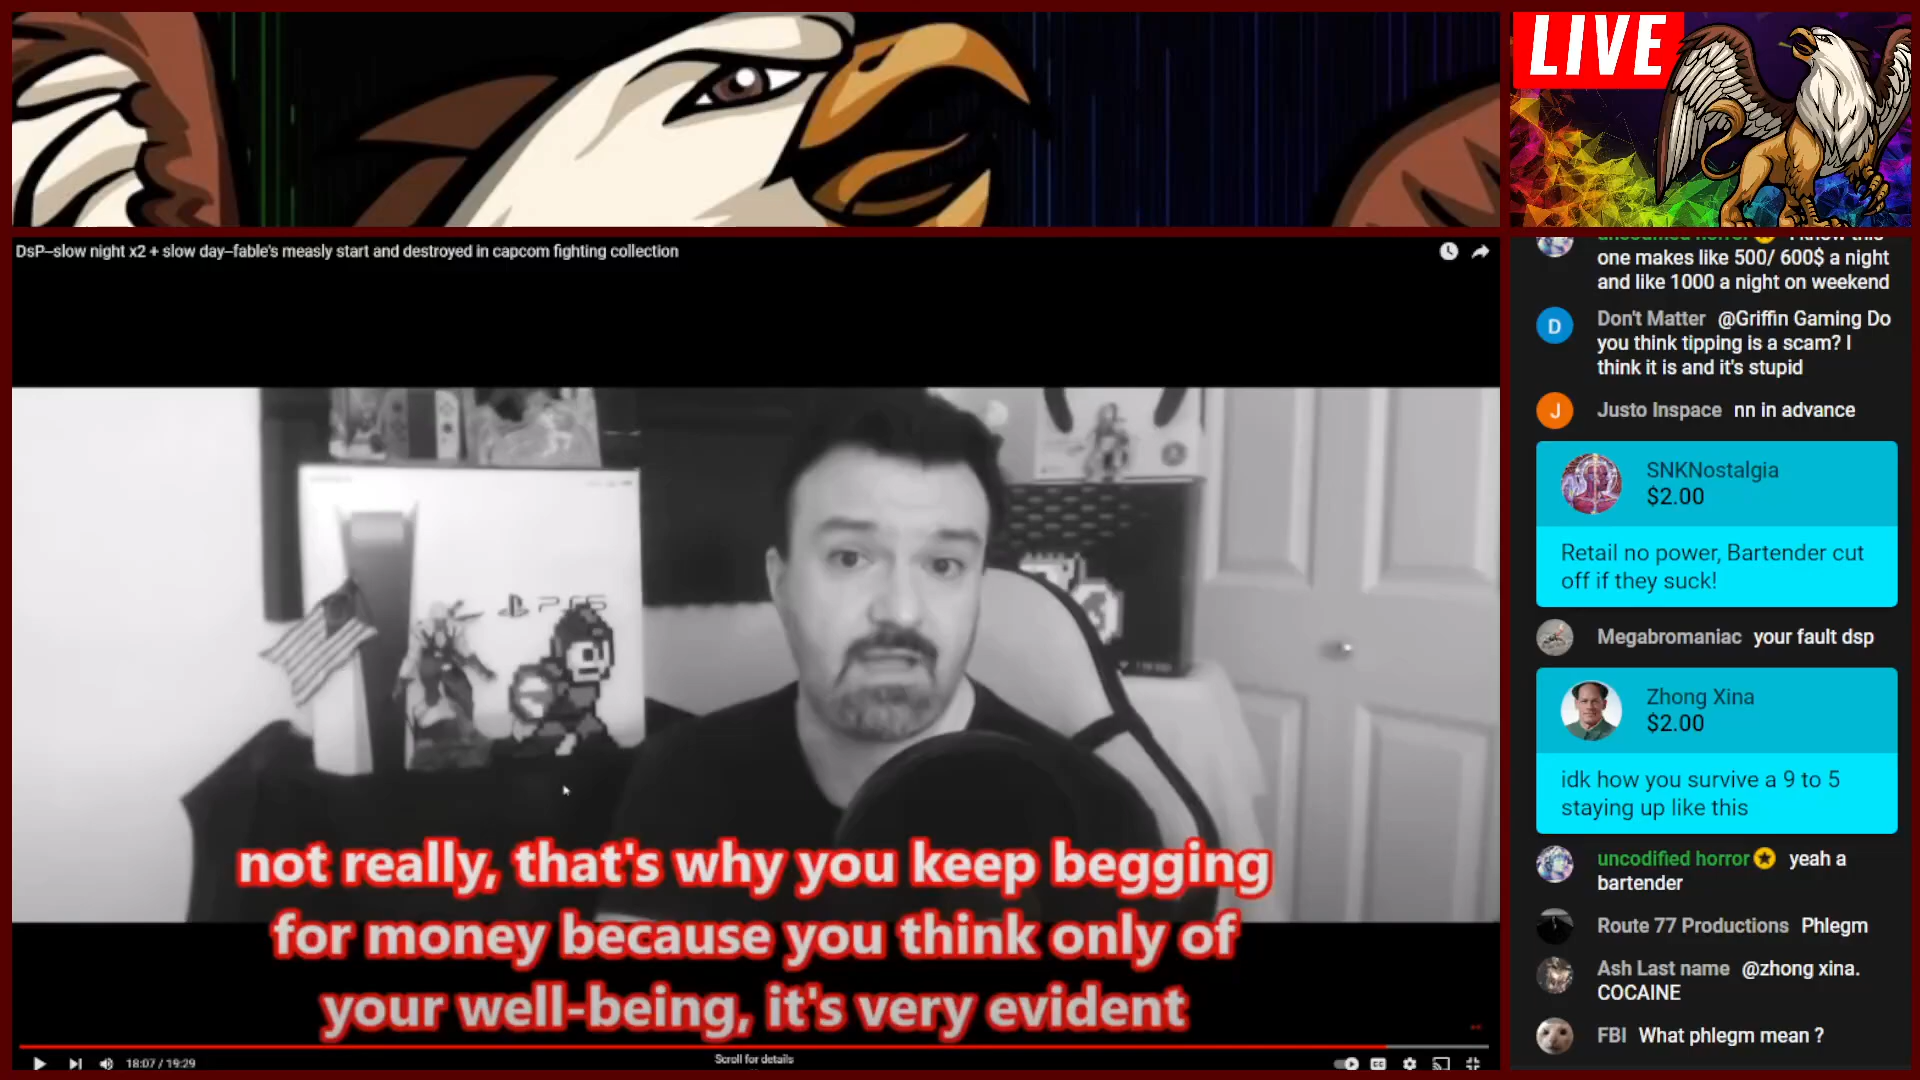 LIVE
DsP–slow night x2 + slow day–fable's measly start and destroyed in capcom fighting collection
PS5
not really, that's why you keep begging
for money because you think only of
your well-being, it's very evident
18:07 / 19:29
Scroll for details
uncodified horror I know this
one makes like 500/ 600$ a night
and like 1000 a night on weekend
D
Don't Matter @Griffin Gaming Do
you think tipping is a scam? I
think it is and it's stupid
J
Justo Inspace nn in advance
SNKNostalgia
$2.00
Retail no power, Bartender cut
off if they suck!
Megabromaniac your fault dsp
Zhong Xina
$2.00
idk how you survive a 9 to 5
staying up like this
uncodified horror yeah a
bartender
Route 77 Productions Phlegm
Ash Last name @zhong xina.
COCAINE
FBI What phlegm mean ?